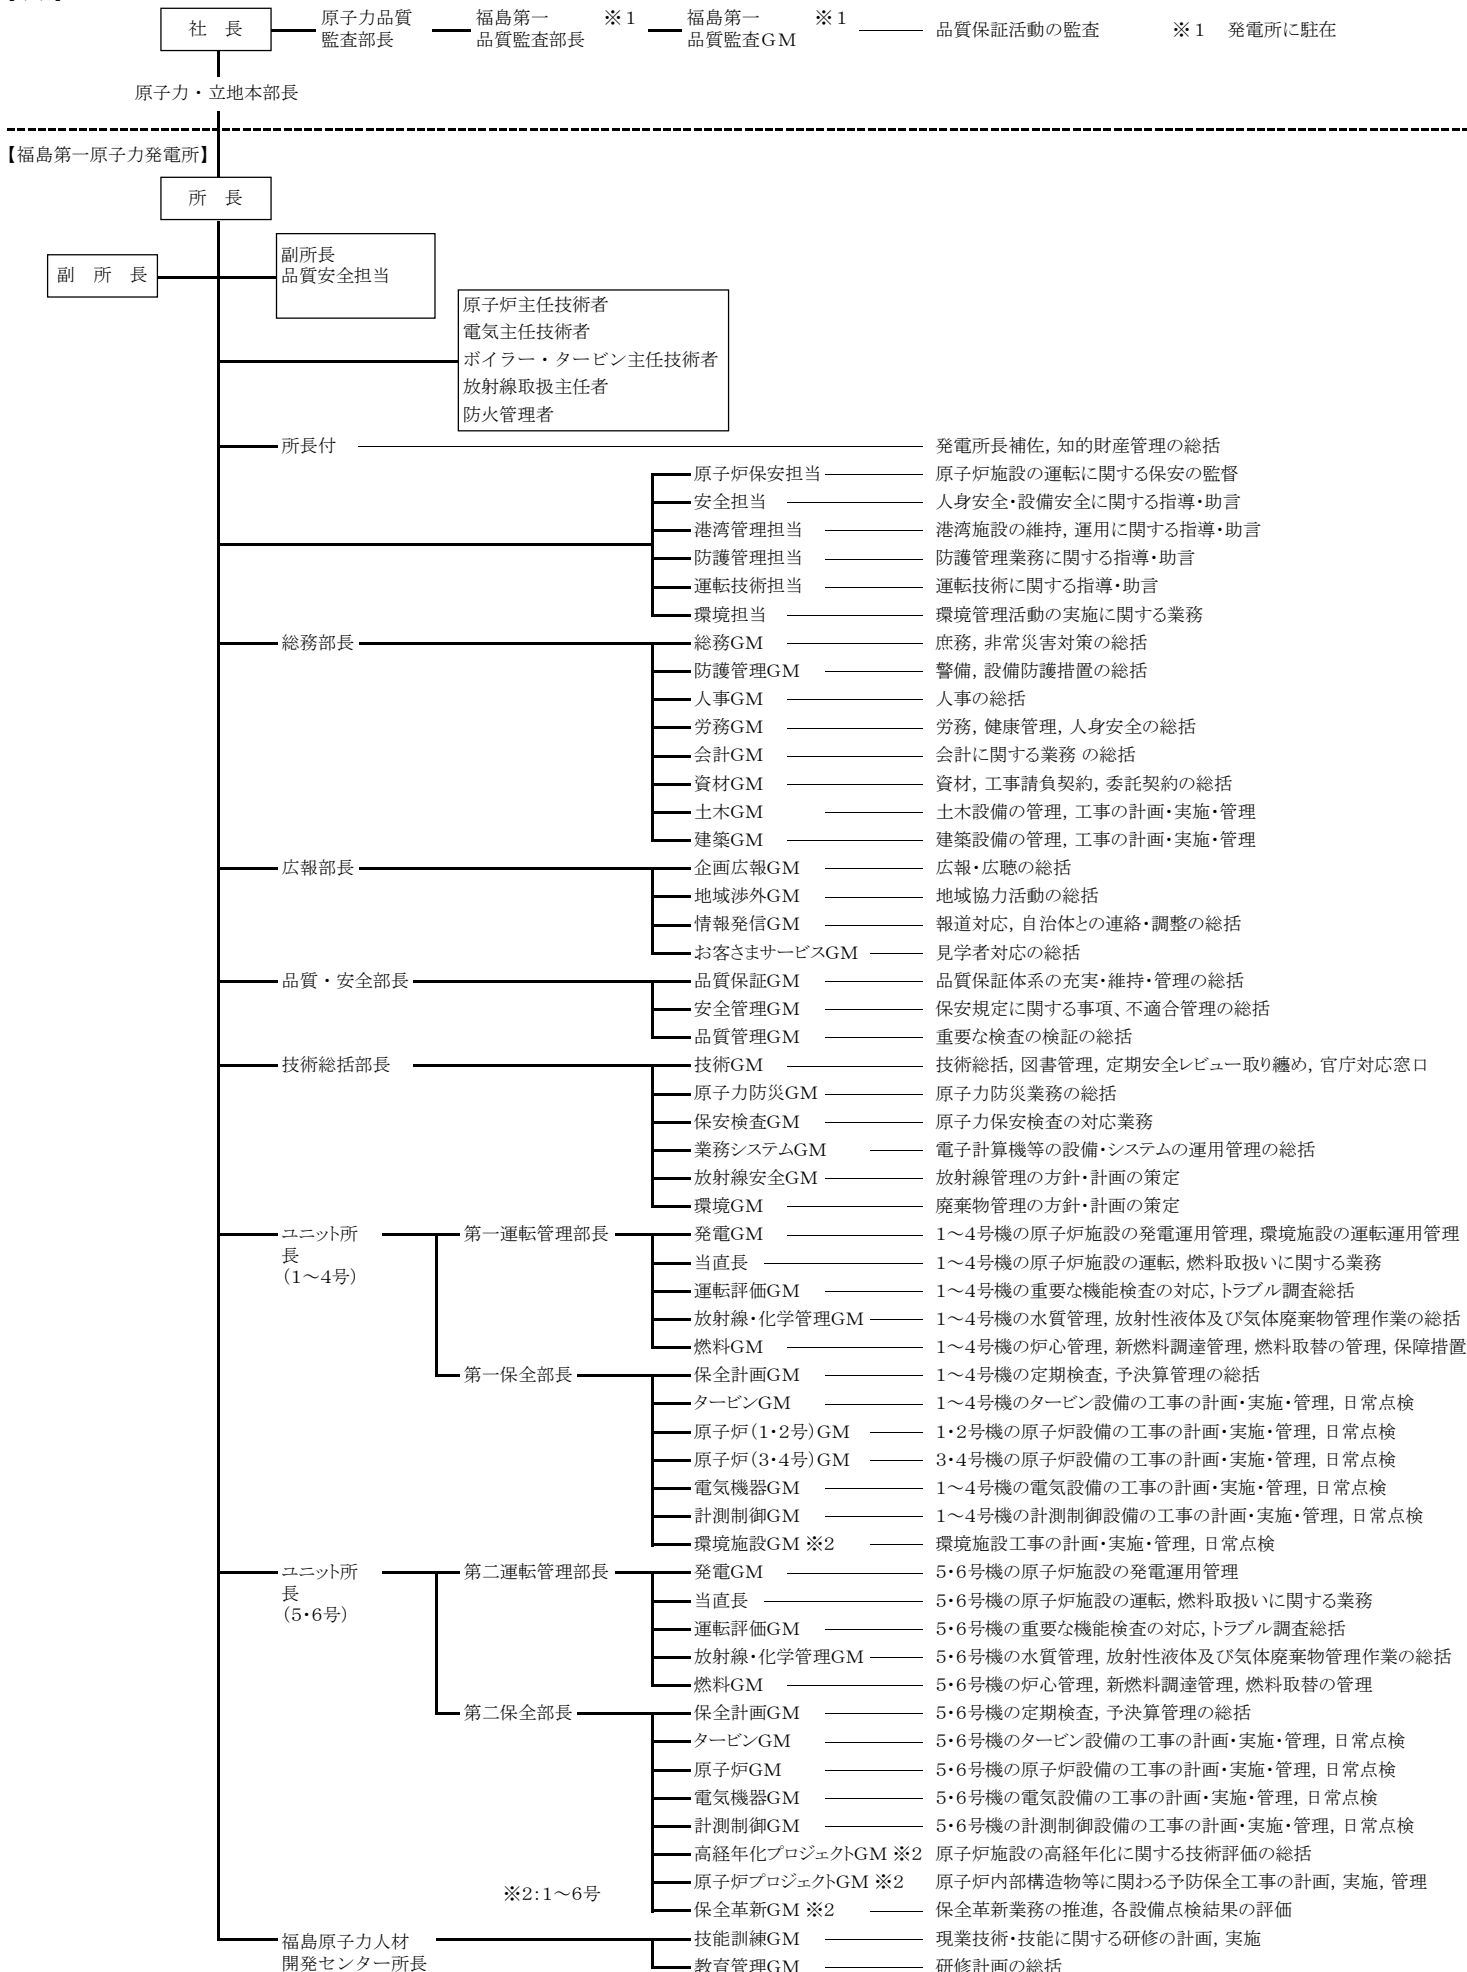 社　長
原子力品質
監査部長
福島第一　※１
品質監査部長
福島第一　※１
品質監査ＧＭ
品質保証活動の監査
※１　発電所に駐在
原子力・立地本部長
【福島第一原子力発電所】
所　長
副　所　長
副所長
品質安全担当
原子炉主任技術者
電気主任技術者
ボイラー・タービン主任技術者
放射線取扱主任者
防火管理者
所長付　発電所長補佐, 知的財産管理の総括
原子炉保安担当　原子炉施設の運転に関する保安の監督
安全担当　人身安全・設備安全に関する指導・助言
港湾管理担当　港湾施設の維持, 運用に関する指導・助言
防護管理担当　防護管理業務に関する指導・助言
運転技術担当　運転技術に関する指導・助言
環境担当　環境管理活動の実施に関する業務
総務部長　総務GM　庶務, 非常災害対策の総括
防護管理GM　警備, 設備防護措置の総括
人事GM　人事の総括
労務GM　労務, 健康管理, 人身安全の総括
会計GM　会計に関する業務 の総括
資材GM　資材, 工事請負契約, 委託契約の総括
土木GM　土木設備の管理, 工事の計画・実施・管理
建築GM　建築設備の管理, 工事の計画・実施・管理
広報部長　企画広報GM　広報・広聴の総括
地域渉外GM　地域協力活動の総括
情報発信GM　報道対応, 自治体との連絡・調整の総括
お客さまサービスGM　見学者対応の総括
品質・安全部長　品質保証GM　品質保証体系の充実・維持・管理の総括
安全管理GM　保安規定に関する事項、不適合管理の総括
品質管理GM　重要な検査の検証の総括
技術総括部長　技術GM　技術総括, 図書管理, 定期安全レビュー取り纏め, 官庁対応窓口
原子力防災GM　原子力防災業務の総括
保安検査GM　原子力保安検査の対応業務
業務システムGM　電子計算機等の設備・システムの運用管理の総括
放射線安全GM　放射線管理の方針・計画の策定
環境GM　廃棄物管理の方針・計画の策定
ユニット所
長
（1～4号）
第一運転管理部長　発電GM　1～4号機の原子炉施設の発電運用管理, 環境施設の運転運用管理
当直長　1～4号機の原子炉施設の運転, 燃料取扱いに関する業務
運転評価GM　1～4号機の重要な機能検査の対応, トラブル調査総括
放射線・化学管理GM　1～4号機の水質管理, 放射性液体及び気体廃棄物管理作業の総括
燃料GM　1～4号機の炉心管理, 新燃料調達管理, 燃料取替の管理, 保障措置
第一保全部長　保全計画GM　1～4号機の定期検査, 予決算管理の総括
タービンGM　1～4号機のタービン設備の工事の計画・実施・管理, 日常点検
原子炉（1・2号）GM　1・2号機の原子炉設備の工事の計画・実施・管理, 日常点検
原子炉（3・4号）GM　3・4号機の原子炉設備の工事の計画・実施・管理, 日常点検
電気機器GM　1～4号機の電気設備の工事の計画・実施・管理, 日常点検
計測制御GM　1～4号機の計測制御設備の工事の計画・実施・管理, 日常点検
環境施設GM ※2　環境施設工事の計画・実施・管理, 日常点検
ユニット所
長
（5・6号）
第二運転管理部長　発電GM　5・6号機の原子炉施設の発電運用管理
当直長　5・6号機の原子炉施設の運転, 燃料取扱いに関する業務
運転評価GM　5・6号機の重要な機能検査の対応, トラブル調査総括
放射線・化学管理GM　5・6号機の水質管理, 放射性液体及び気体廃棄物管理作業の総括
燃料GM　5・6号機の炉心管理, 新燃料調達管理, 燃料取替の管理
第二保全部長　保全計画GM　5・6号機の定期検査, 予決算管理の総括
タービンGM　5・6号機のタービン設備の工事の計画・実施・管理, 日常点検
原子炉GM　5・6号機の原子炉設備の工事の計画・実施・管理, 日常点検
電気機器GM　5・6号機の電気設備の工事の計画・実施・管理, 日常点検
計測制御GM　5・6号機の計測制御設備の工事の計画・実施・管理, 日常点検
高経年化プロジェクトGM ※2　原子炉施設の高経年化に関する技術評価の総括
原子炉プロジェクトGM ※2　原子炉内部構造物等に関わる予防保全工事の計画, 実施, 管理
※2：1～6号
保全革新GM ※2　保全革新業務の推進, 各設備点検結果の評価
福島原子力人材
開発センター所長
技能訓練GM　現業技術・技能に関する研修の計画, 実施
教育管理GM　研修計画の総括